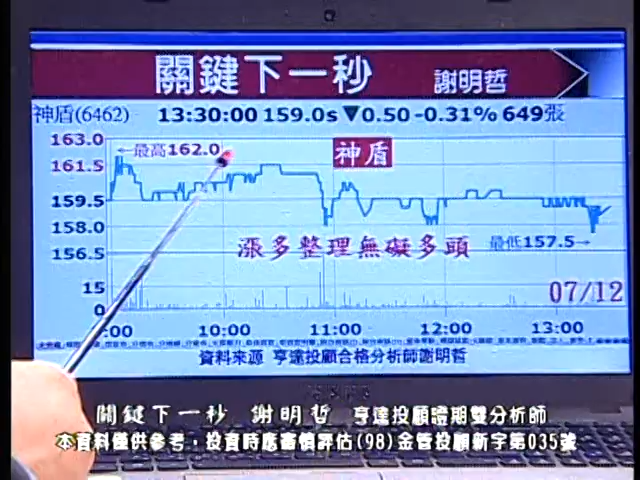 關鍵下一秒 謝明哲
神盾(6462) 13:30:00 159.0s ▼0.50 -0.31% 649張
163.0
←最高162.0
神盾
161.5
159.5
158.0
漲多整理無礙多頭 最低157.5→
156.5
15
07/12
0
:00 10:00 11:00 12:00 13:00
資料來源 亨達投顧合格分析師謝明哲
關鍵下一秒 謝明哲 亨達投顧證期雙分析師
本資料僅供參考，投資時應審慎評估(98)金管投顧新字第035號